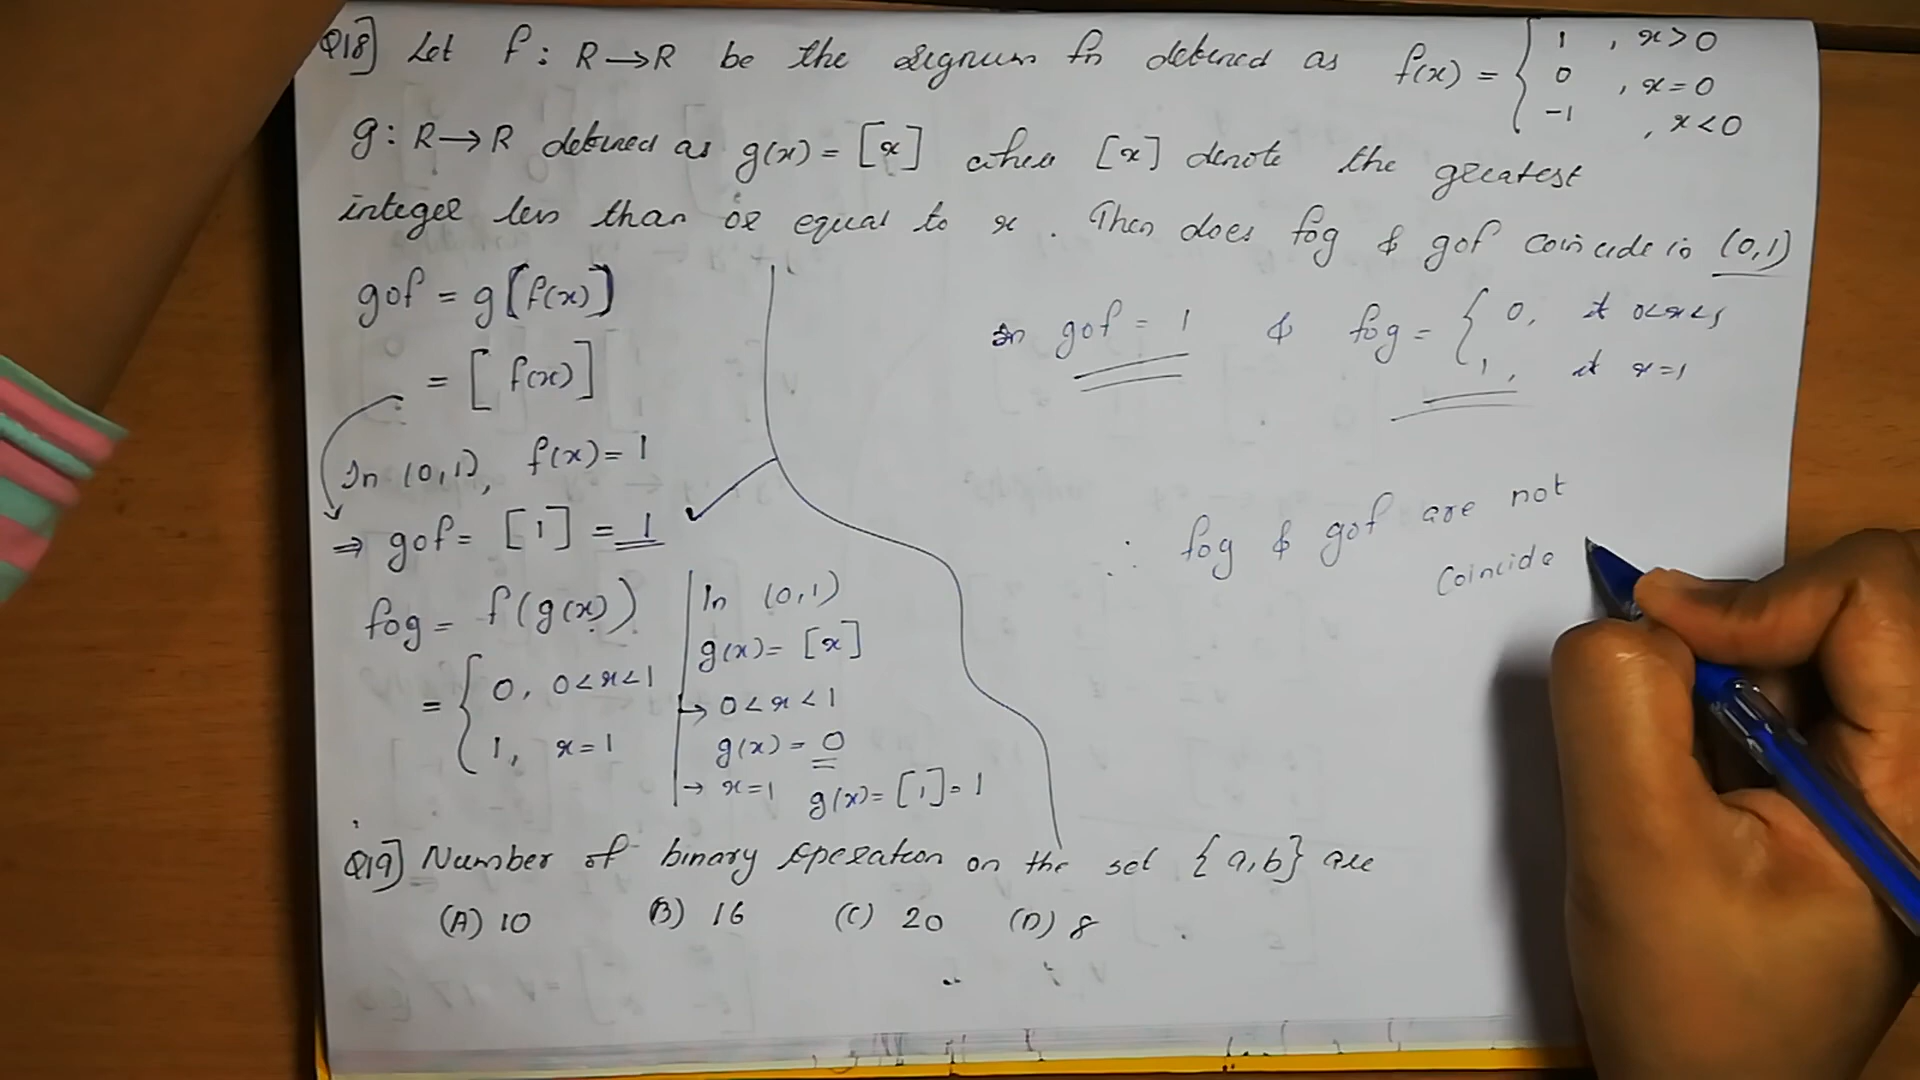 Q18] Let f : R→R be the signum fn defined as f(x) = { 1 , x>0
0 , x=0
-1 , x<0
g : R→R defined as g(x) = [x] where [x] denote the greatest
integer less than or equal to x . Then does fog & gof coincide in (0,1)
gof = g[f(x)]
= [f(x)]
In (0,1), f(x) = 1
⇒ gof = [1] = 1
fog = f(g(x))
= { 0, 0<x<1
1, x=1
In (0,1)
g(x) = [x]
→ 0<x<1
g(x) = 0
→ x=1 g(x) = [1] = 1
In gof = 1 & fog = { 0, if 0<x<1
1, if x=1
∴ fog & gof are not
coincide
Q19] Number of binary operation on the set {a,b} are
(A) 10 (B) 16 (C) 20 (D) 8